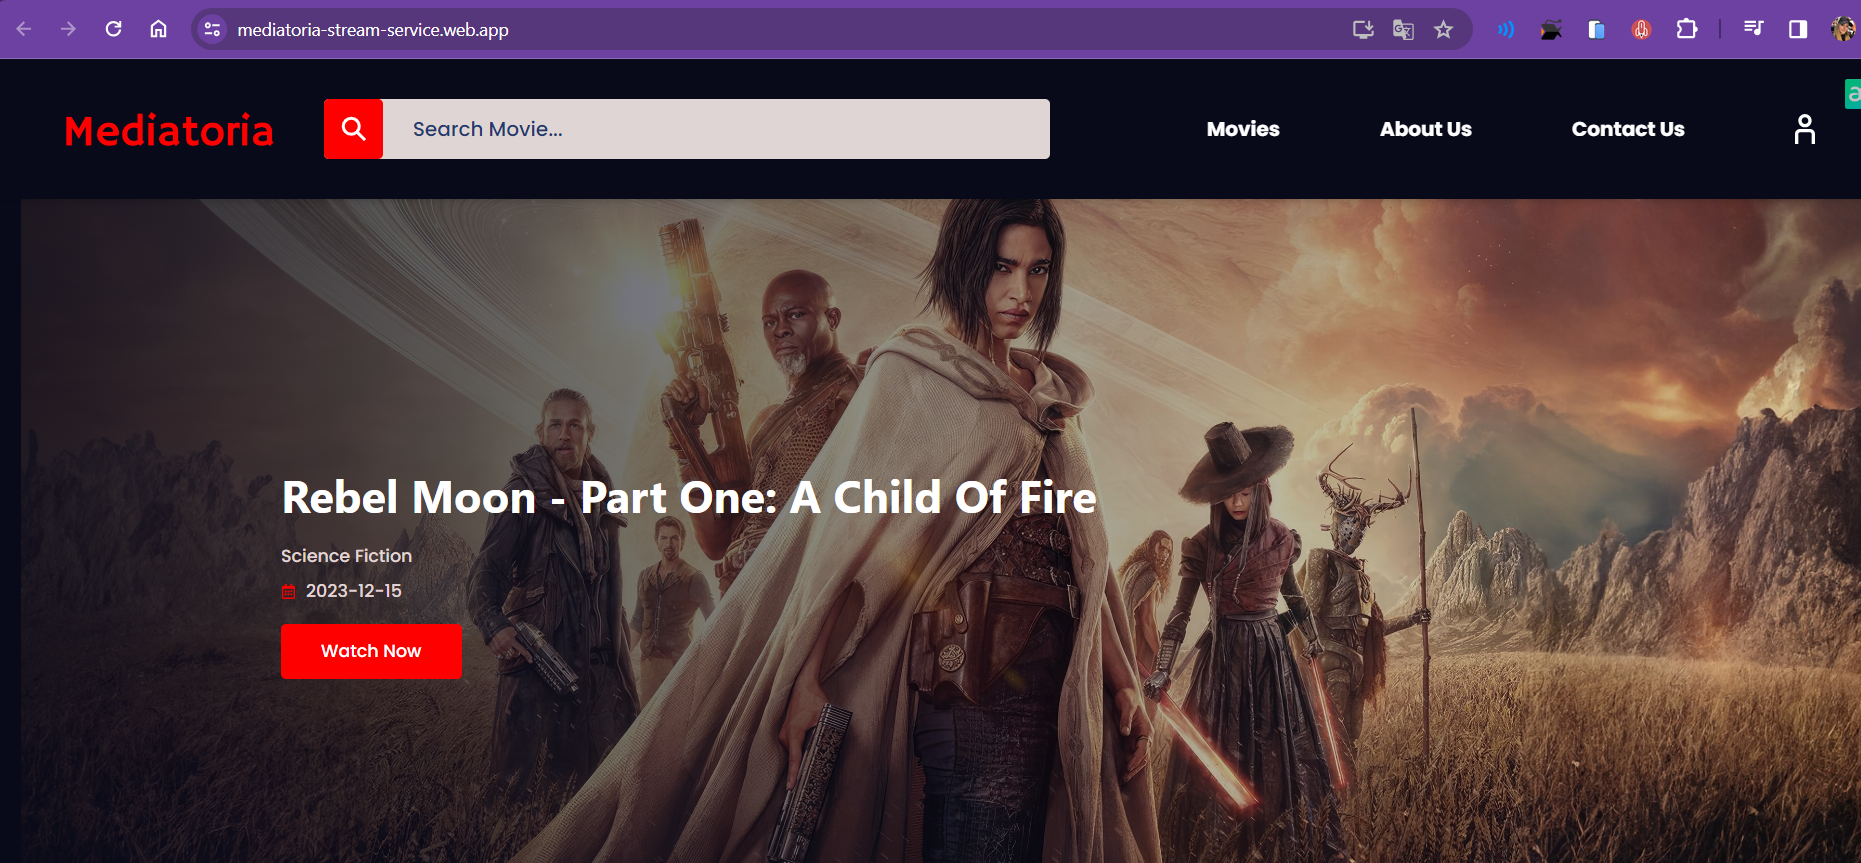 mediatoria-stream-service.web.app
Mediatoria
Search Movie...
Movies
About Us
Contact Us
Rebel Moon - Part One: A Child Of Fire
Science Fiction
2023-12-15
Watch Now